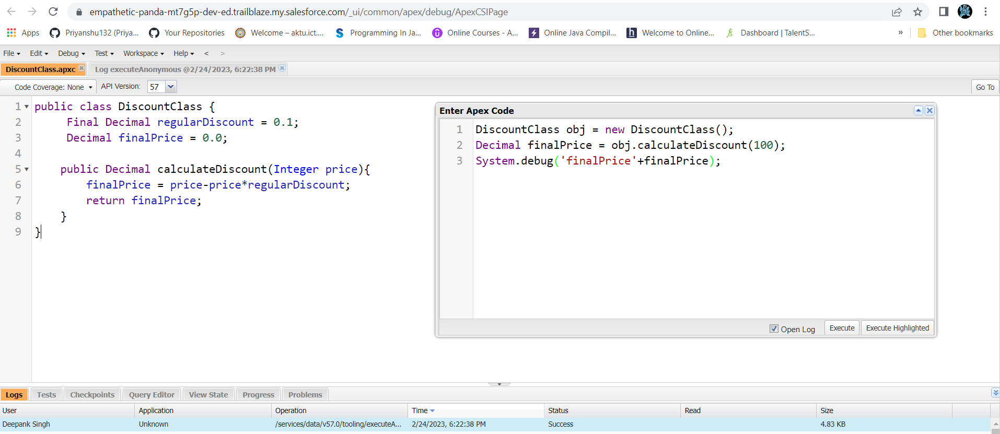 empathetic-panda-mt7g5p-dev-ed.trailblaze.my.salesforce.com/_ui/common/apex/debug/ApexCSIPage
Apps Priyanshu132 (Priya... Your Repositories Welcome – aktu.ict.... Programming In Ja... Online Courses - A... Online Java Compil... Welcome to Online... Dashboard | TalentS... » Other bookmarks
File Edit Debug Test Workspace Help < >
DiscountClass.apxc Log executeAnonymous @2/24/2023, 6:22:38 PM
Code Coverage: None API Version: 57 Go To
1 public class DiscountClass {
2 Final Decimal regularDiscount = 0.1;
3 Decimal finalPrice = 0.0;
4
5 public Decimal calculateDiscount(Integer price){
6 finalPrice = price-price*regularDiscount;
7 return finalPrice;
8 }
9 }
Enter Apex Code
1 DiscountClass obj = new DiscountClass();
2 Decimal finalPrice = obj.calculateDiscount(100);
3 System.debug('finalPrice'+finalPrice);
Open Log Execute Execute Highlighted
Logs Tests Checkpoints Query Editor View State Progress Problems
User Application Operation Time Status Read Size
Deepank Singh Unknown /services/data/v57.0/tooling/executeA... 2/24/2023, 6:22:38 PM Success 4.83 KB